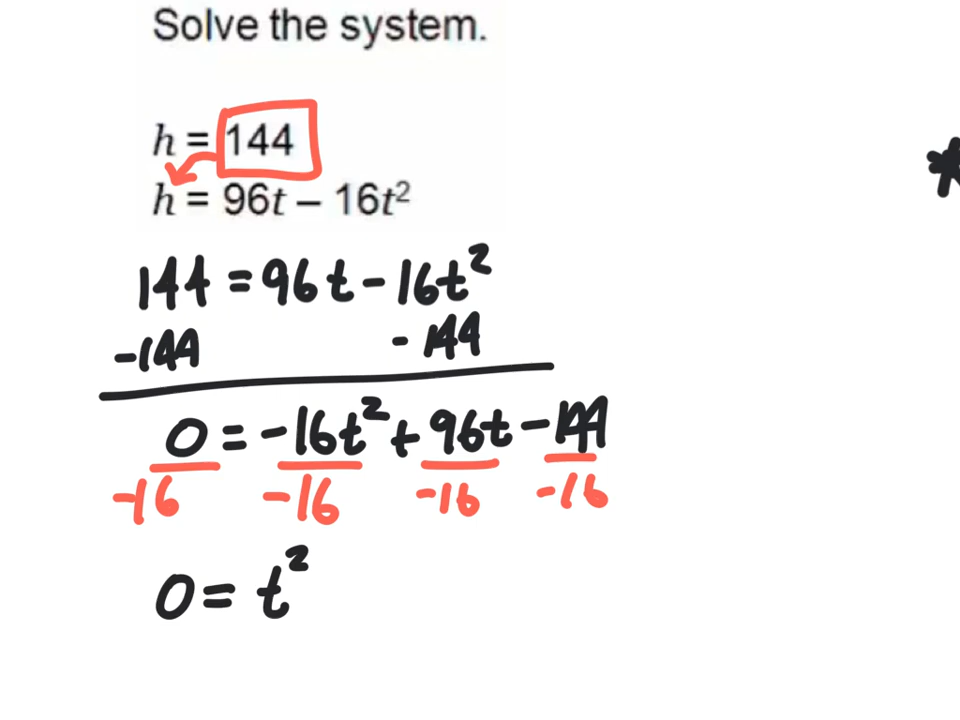 Solve the system.
h = 144
h = 96t – 16t²
144 = 96t - 16t²
-144 - 144
0 = -16t² + 96t - 144
-16 -16 -16 -16
0 = t²